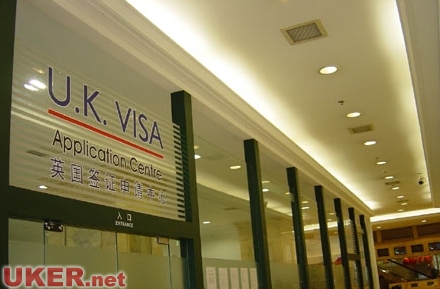 U.K. VISA
Application Centre
英国签证申请中心
入口
ENTRANCE
UKER.net